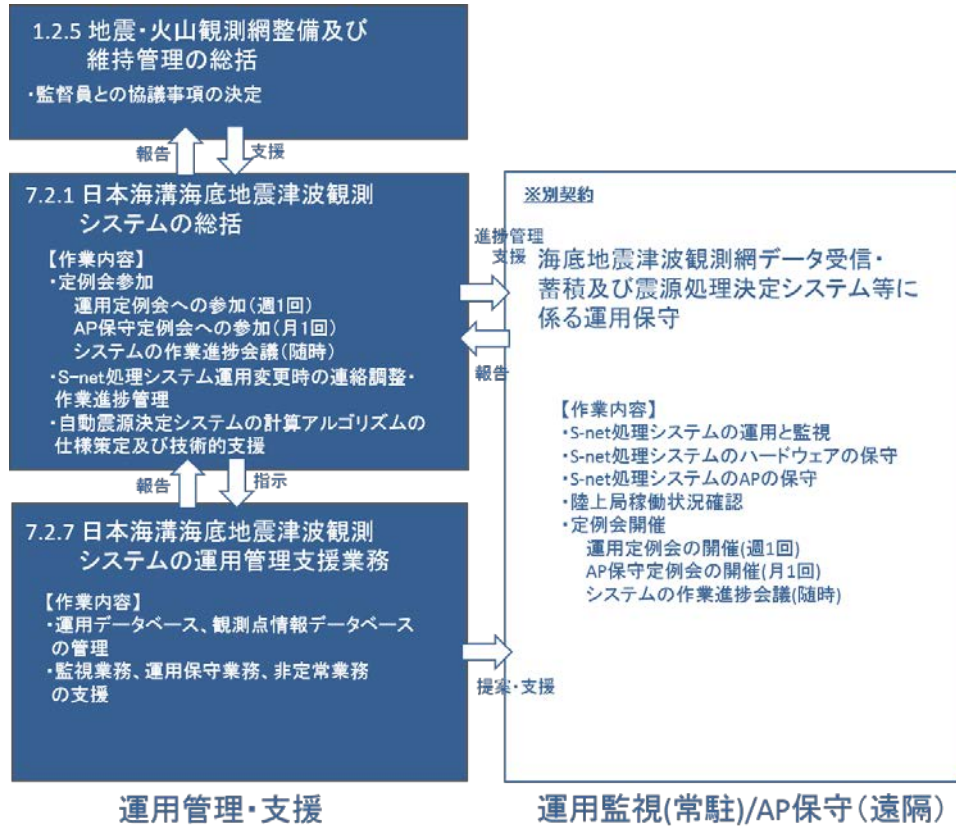 1.2.5 地震・火山観測網整備及び
維持管理の総括
・監督員との協議事項の決定
報告
支援
7.2.1 日本海溝海底地震津波観測
システムの総括
【作業内容】
・定例会参加
運用定例会への参加(週1回)
AP保守定例会への参加(月1回)
システムの作業進捗会議(随時)
・S-net処理システム運用変更時の連絡調整・
作業進捗管理
・自動震源決定システムの計算アルゴリズムの
仕様策定及び技術的支援
報告
指示
7.2.7 日本海溝海底地震津波観測
システムの運用管理支援業務
【作業内容】
・運用データベース、観測点情報データベース
の管理
・監視業務、運用保守業務、非定常業務
の支援
運用管理・支援
進捗管理
支援
報告
提案・支援
※別契約
海底地震津波観測網データ受信・
蓄積及び震源処理決定システム等に
係る運用保守
【作業内容】
・S-net処理システムの運用と監視
・S-net処理システムのハードウェアの保守
・S-net処理システムのAPの保守
・陸上局稼働状況確認
・定例会開催
運用定例会の開催(週1回)
AP保守定例会の開催(月1回)
システムの作業進捗会議(随時)
運用監視(常駐)/AP保守(遠隔)